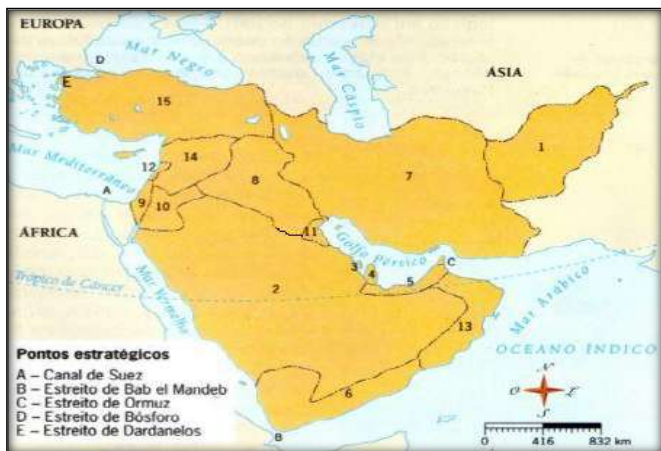 EUROPA
D
Mar Negro
ÁSIA
Mar Cáspio
E
15
1
Mar Mediterrâneo
12
14
8
7
A
9
10
11
ÁFRICA
Golfo Pérsico
3
4
C
5
Trópico de Câncer
2
Mar Vermelho
Mar Arábico
13
OCEANO ÍNDICO
6
Pontos estratégicos
A – Canal de Suez
B – Estreito de Bab el Mandeb
C – Estreito de Ormuz
D – Estreito de Bósforo
E – Estreito de Dardanelos
B
N
O
L
S
0 416 832 km